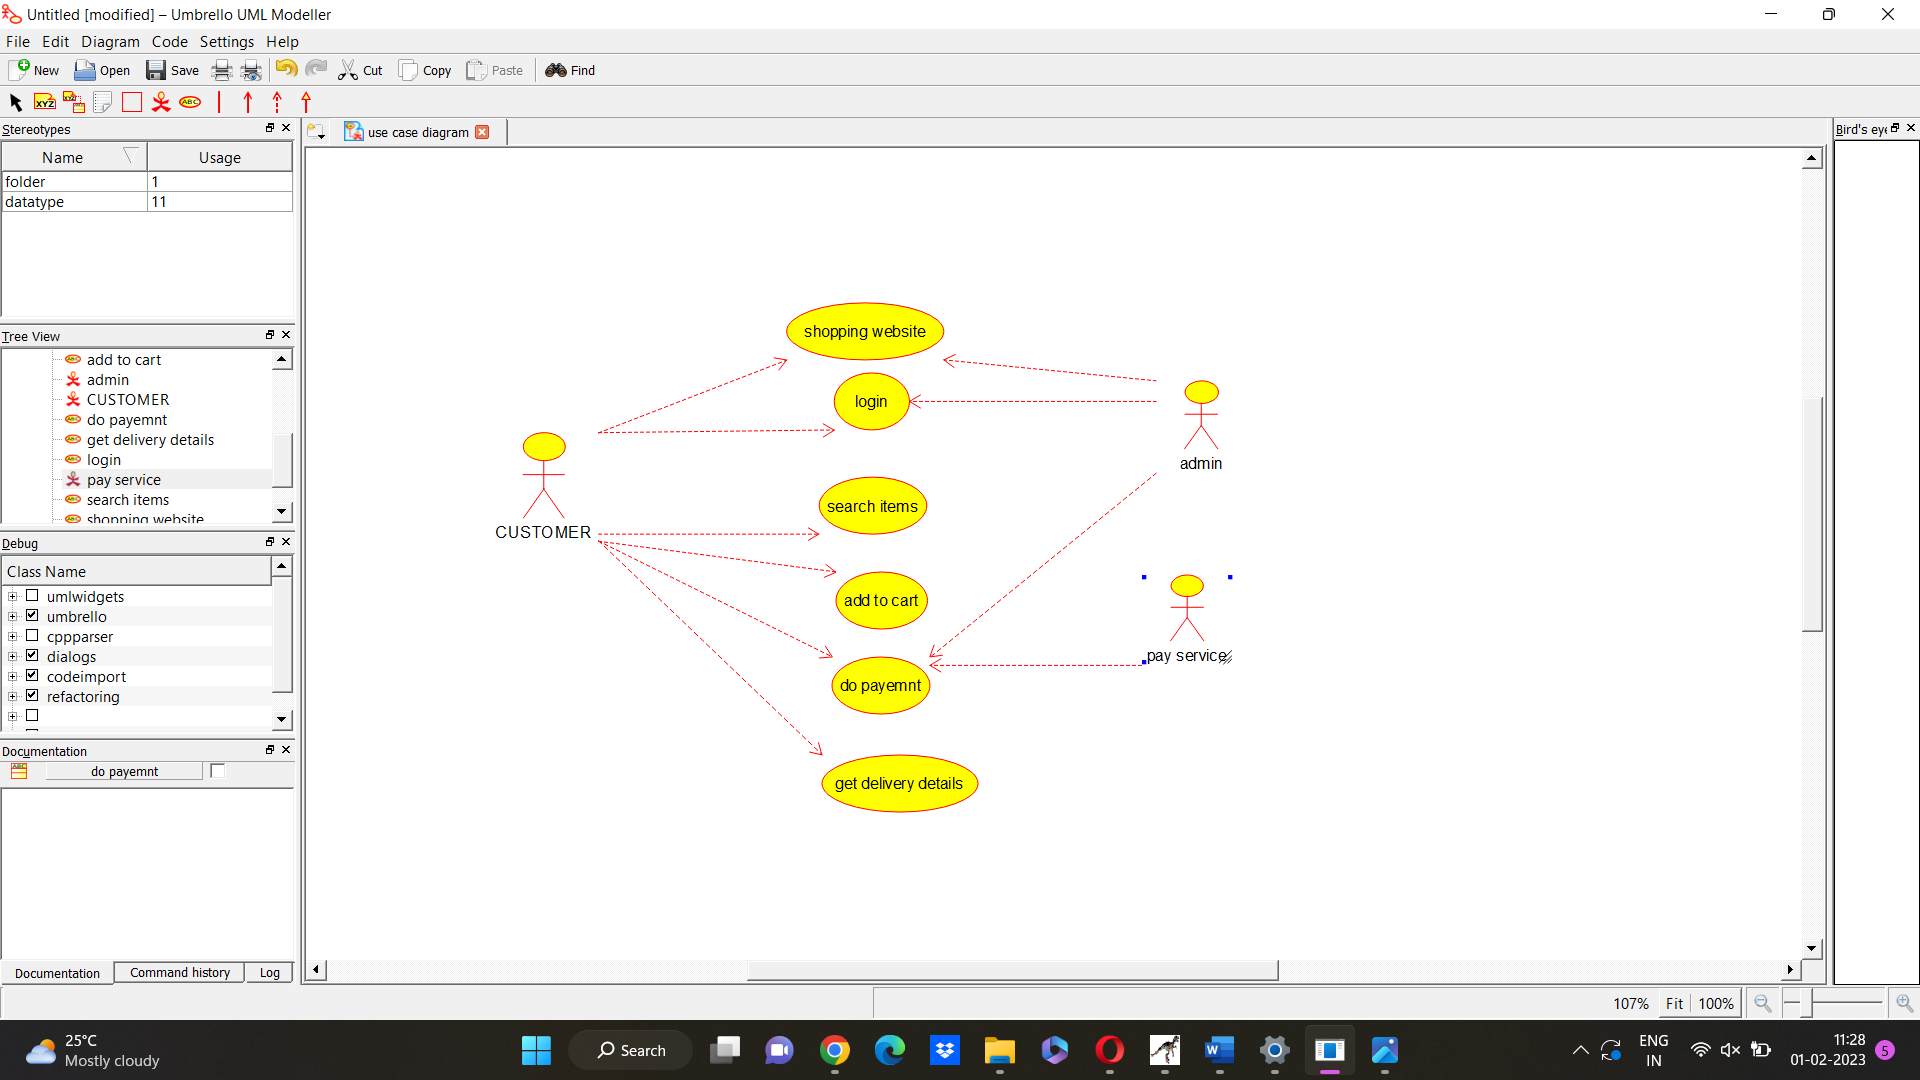 Untitled [modified] – Umbrello UML Modeller
File Edit Diagram Code Settings Help
New Open Save Cut Copy Paste Find
Stereotypes
Name Usage
folder 1
datatype 11
Tree View
add to cart
admin
CUSTOMER
do payemnt
get delivery details
login
pay service
search items
shopping website
Debug
Class Name
umlwidgets
umbrello
cppparser
dialogs
codeimport
refactoring
Documentation
do payemnt
Documentation Command history Log
use case diagram
shopping website
login
admin
CUSTOMER
search items
add to cart
pay service
do payemnt
get delivery details
Bird's eye
107% Fit 100%
25°C
Mostly cloudy
Search
ENG
IN
11:28
01-02-2023
5